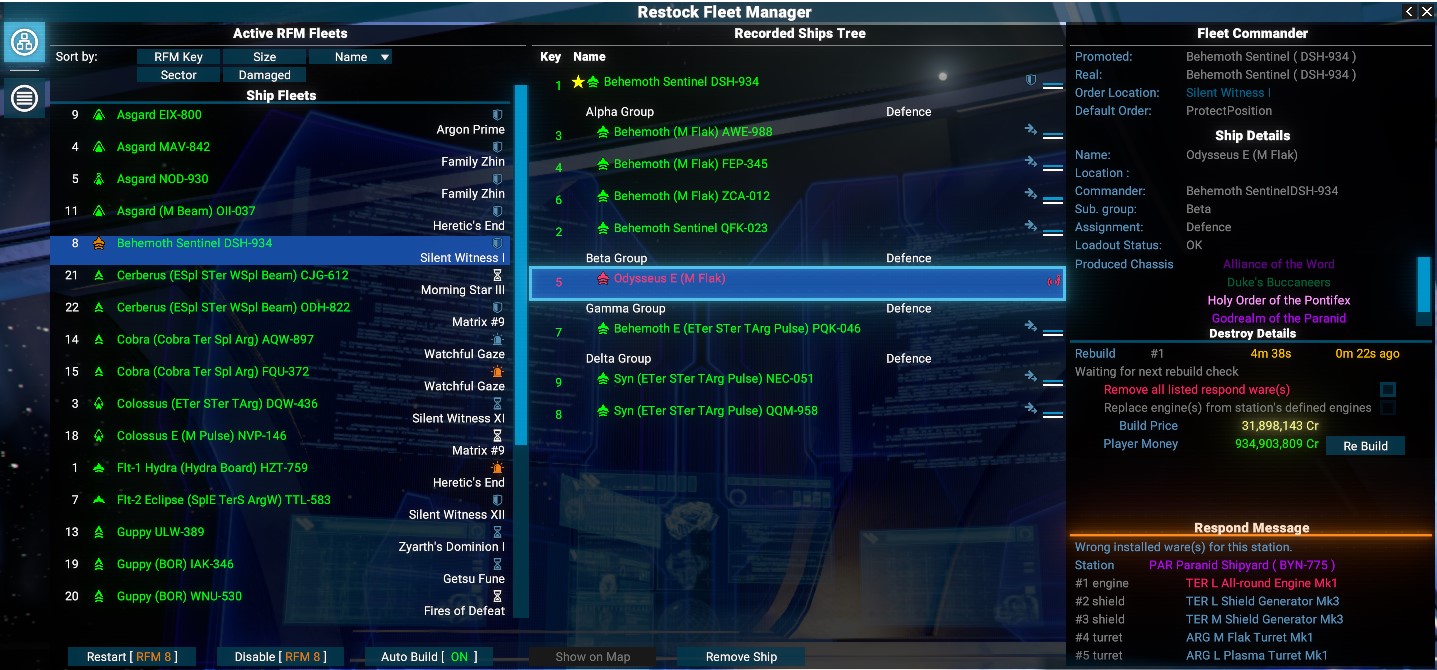 Restock Fleet Manager
Active RFM Fleets
Sort by: RFM Key Size Name
Sector Damaged
Ship Fleets
9 Asgard EIX-800
Argon Prime
4 Asgard MAV-842
Family Zhin
5 Asgard NOD-930
Family Zhin
11 Asgard (M Beam) OII-037
Heretic's End
8 Behemoth Sentinel DSH-934
Silent Witness I
21 Cerberus (ESpl STer WSpl Beam) CJG-612
Morning Star III
22 Cerberus (ESpl STer WSpl Beam) ODH-822
Matrix #9
14 Cobra (Cobra Ter Spl Arg) AQW-897
Watchful Gaze
15 Cobra (Cobra Ter Spl Arg) FQU-372
Watchful Gaze
3 Colossus (ETer STer TArg) DQW-436
Silent Witness XI
18 Colossus E (M Pulse) NVP-146
Matrix #9
1 Flt-1 Hydra (Hydra Board) HZT-759
Heretic's End
7 Flt-2 Eclipse (SplE TerS ArgW) TTL-583
Silent Witness XII
13 Guppy ULW-389
Zyarth's Dominion I
19 Guppy (BOR) IAK-346
Getsu Fune
20 Guppy (BOR) WNU-530
Fires of Defeat
Recorded Ships Tree
Key Name
1 Behemoth Sentinel DSH-934
Alpha Group Defence
3 Behemoth (M Flak) AWE-988
4 Behemoth (M Flak) FEP-345
6 Behemoth (M Flak) ZCA-012
2 Behemoth Sentinel QFK-023
Beta Group Defence
5 Odysseus E (M Flak)
Gamma Group Defence
7 Behemoth E (ETer STer TArg Pulse) PQK-046
Delta Group Defence
9 Syn (ETer STer TArg Pulse) NEC-051
8 Syn (ETer STer TArg Pulse) QQM-958
Fleet Commander
Promoted: Behemoth Sentinel ( DSH-934 )
Real: Behemoth Sentinel ( DSH-934 )
Order Location: Silent Witness I
Default Order: ProtectPosition
Ship Details
Name: Odysseus E (M Flak)
Location :
Commander: Behemoth SentinelDSH-934
Sub. group: Beta
Assignment: Defence
Loadout Status: OK
Produced Chassis Alliance of the Word
Duke's Buccaneers
Holy Order of the Pontifex
Godrealm of the Paranid
Destroy Details
Rebuild #1 4m 38s 0m 22s ago
Waiting for next rebuild check
Remove all listed respond ware(s)
Replace engine(s) from station's defined engines
Build Price 31,898,143 Cr
Player Money 934,903,809 Cr Re Build
Respond Message
Wrong installed ware(s) for this station.
Station PAR Paranid Shipyard ( BYN-775 )
#1 engine TER L All-round Engine Mk1
#2 shield TER L Shield Generator Mk3
#3 shield TER M Shield Generator Mk3
#4 turret ARG M Flak Turret Mk1
#5 turret ARG L Plasma Turret Mk1
Restart [ RFM 8 ] Disable [ RFM 8 ] Auto Build [ ON ] Show on Map Remove Ship